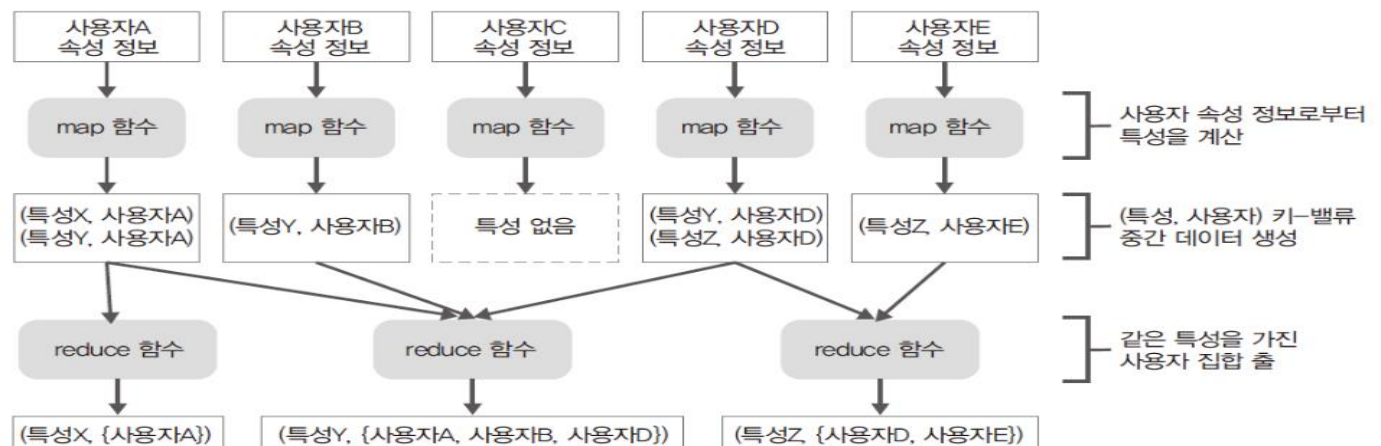 사용자A
속성 정보
사용자B
속성 정보
사용자C
속성 정보
사용자D
속성 정보
사용자E
속성 정보
map 함수
map 함수
map 함수
map 함수
map 함수
사용자 속성 정보로부터
특성을 계산
(특성X, 사용자A)
(특성Y, 사용자A)
(특성Y, 사용자B)
특성 없음
(특성Y, 사용자D)
(특성Z, 사용자D)
(특성Z, 사용자E)
(특성, 사용자) 키-밸류
중간 데이터 생성
reduce 함수
reduce 함수
reduce 함수
같은 특성을 가진
사용자 집합 출
(특성X, {사용자A})
(특성Y, {사용자A, 사용자B, 사용자D})
(특성Z, {사용자D, 사용자E})